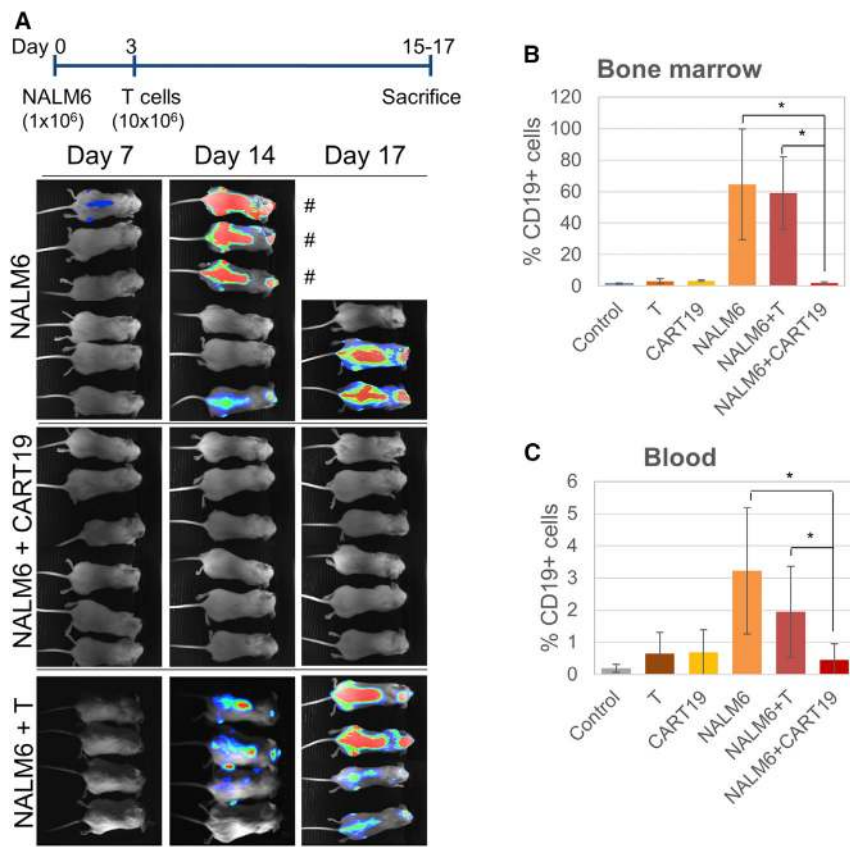 A
Day 0 3 15-17
NALM6 T cells Sacrifice
(1x10⁶) (10x10⁶)
Day 7 Day 14 Day 17
NALM6
#
#
#
NALM6 + CART19
NALM6 + T
B
Bone marrow
% CD19+ cells
120
100
80
60
40
20
0
*
*
Control
T
CART19
NALM6
NALM6+T
NALM6+CART19
C
Blood
% CD19+ cells
6
5
4
3
2
1
0
*
*
Control
T
CART19
NALM6
NALM6+T
NALM6+CART19